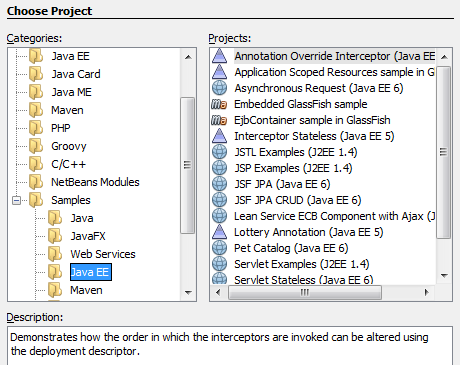 Choose Project
Categories:
Java EE
Java Card
Java ME
Maven
PHP
Groovy
C/C++
NetBeans Modules
Samples
Java
JavaFX
Web Services
Java EE
Maven
Projects:
Annotation Override Interceptor (Java EE
Application Scoped Resources sample in G
Asynchronous Request (Java EE 6)
Embedded GlassFish sample
EjbContainer sample in GlassFish
Interceptor Stateless (Java EE 5)
JSTL Examples (J2EE 1.4)
JSP Examples (J2EE 1.4)
JSF JPA (Java EE 6)
JSF JPA CRUD (Java EE 6)
Lean Service ECB Component with Ajax (J
Lottery Annotation (Java EE 5)
Pet Catalog (Java EE 6)
Servlet Examples (J2EE 1.4)
Servlet Stateless (Java EE 6)
Description:
Demonstrates how the order in which the interceptors are invoked can be altered using
the deployment descriptor.